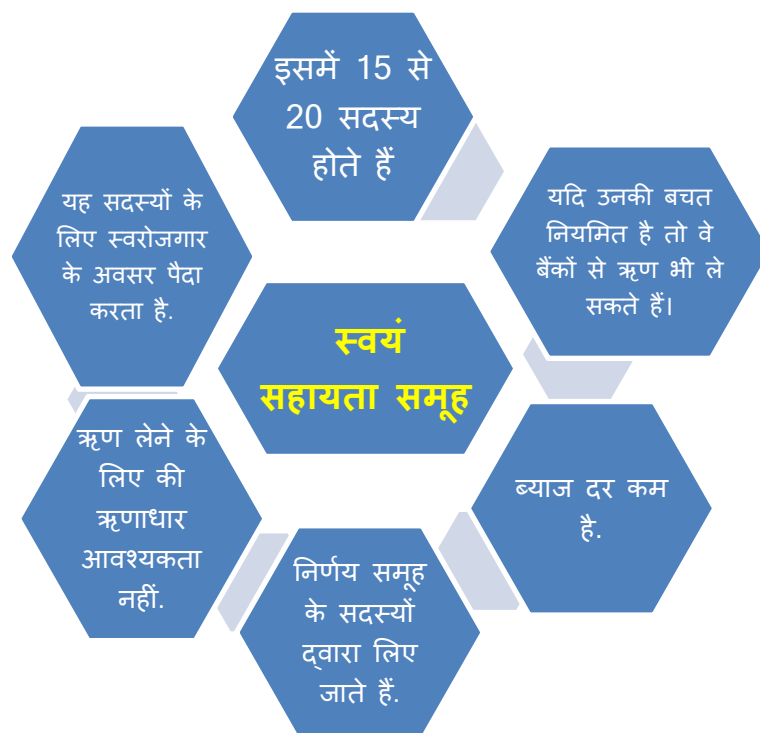 इसमें 15 से
20 सदस्य
होते हैं
यदि उनकी बचत
नियमित है तो वे
बैंकों से ऋण भी ले
सकते हैं।
ब्याज दर कम
है.
निर्णय समूह
के सदस्यों
द्वारा लिए
जाते हैं.
ऋण लेने के
लिए की
ऋणाधार
आवश्यकता
नहीं.
यह सदस्यों के
लिए स्वरोजगार
के अवसर पैदा
करता है.
स्वयं
सहायता समूह